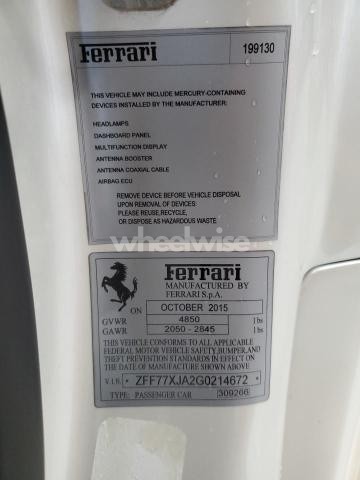 Ferrari 199130
THIS VEHICLE MAY INCLUDE MERCURY-CONTAINING
DEVICES INSTALLED BY THE MANUFACTURER:
HEADLAMPS
DASHBOARD PANEL
MULTIFUNCTION DISPLAY
ANTENNA BOOSTER
ANTENNA COAXIAL CABLE
AIRBAG ECU
REMOVE DEVICE BEFORE VEHICLE DISPOSAL
UPON REMOVAL OF DEVICES
PLEASE REUSE, RECYCLE
OR DISPOSE AS HAZARDOUS WASTE
wheelwise
Ferrari
MANUFACTURED BY
FERRARI S.p.A.
ON OCTOBER 2015
GVWR 4850 lbs
GAWR 2050 - 2845 lbs
THIS VEHICLE CONFORMS TO ALL APPLICABLE
FEDERAL MOTOR VEHICLE SAFETY, BUMPER, AND
THEFT PREVENTION STANDARDS IN EFFECT ON
THE DATE OF MANUFACTURE SHOWN ABOVE
V.I.N. * ZFF77XJA2G0214672 *
TYPE: PASSENGER CAR 309266